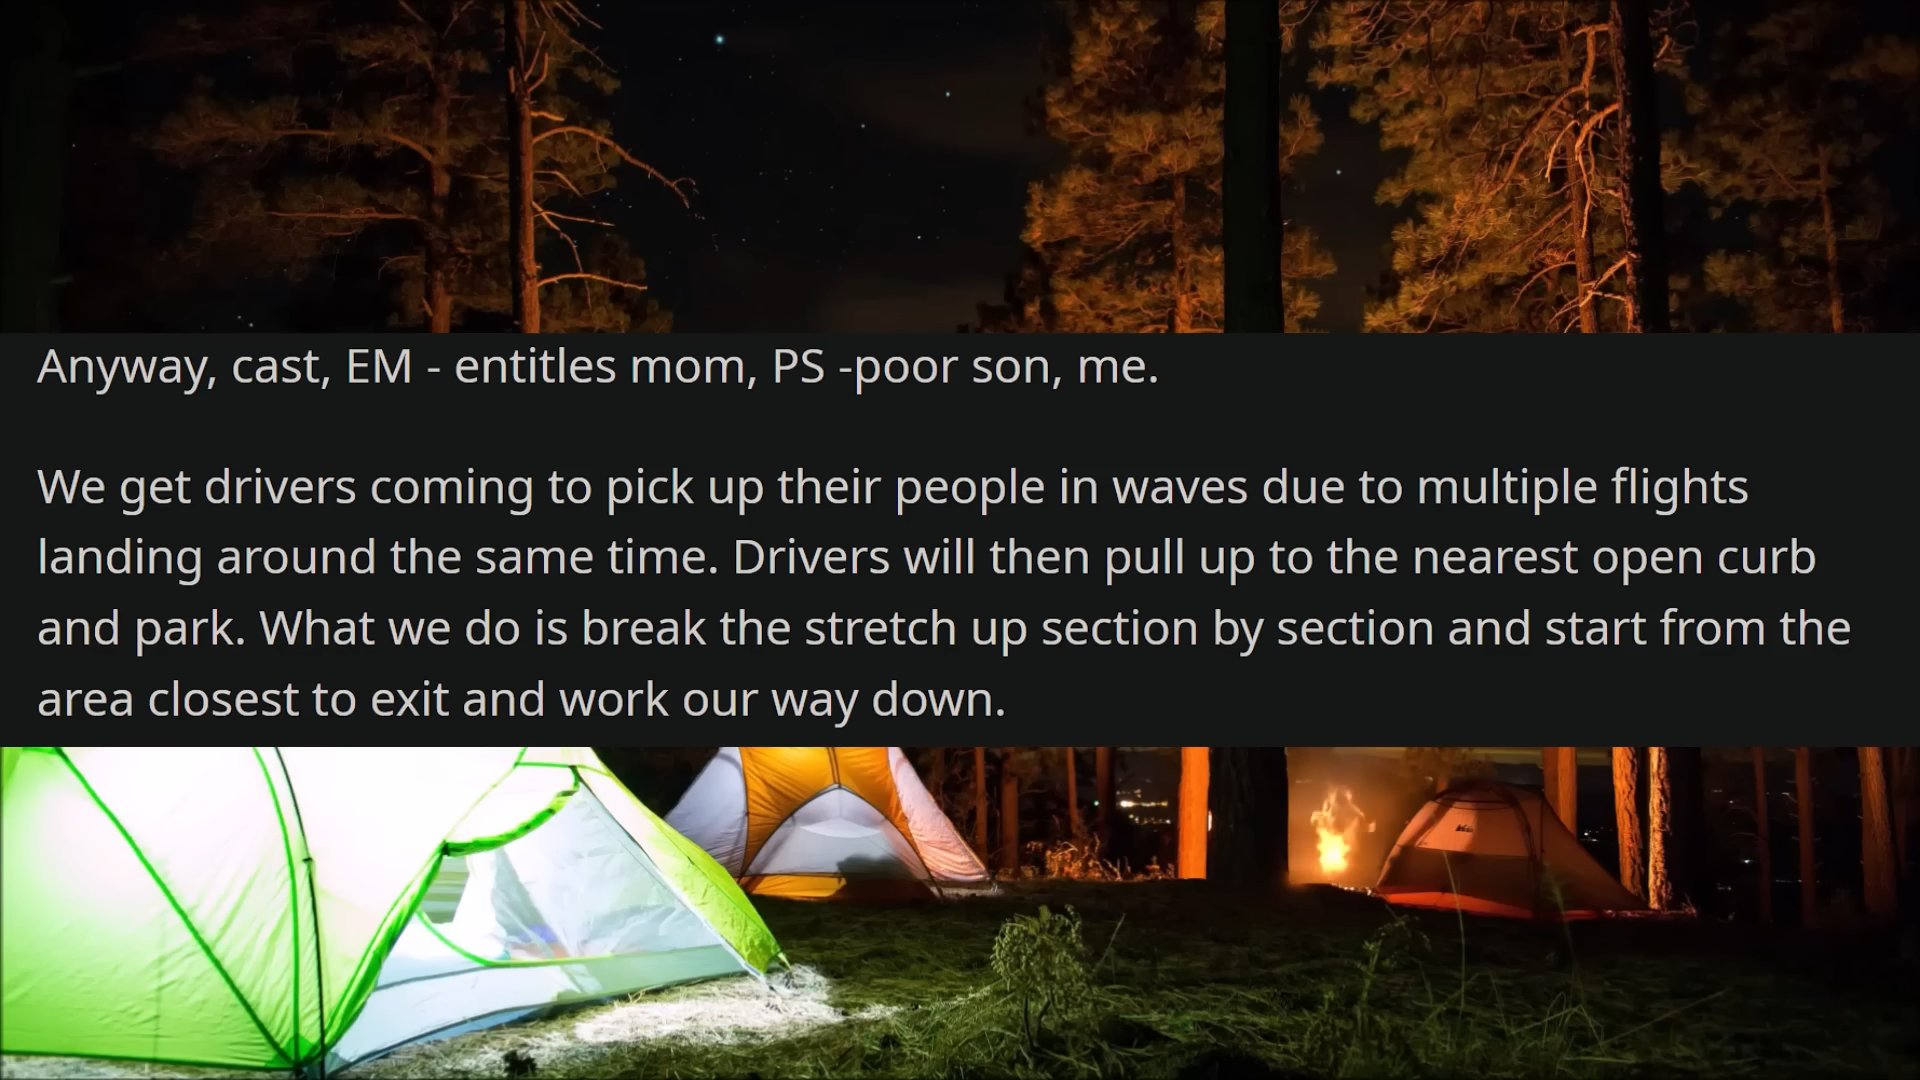 Anyway, cast, EM - entitles mom, PS -poor son, me.
We get drivers coming to pick up their people in waves due to multiple flights
landing around the same time. Drivers will then pull up to the nearest open curb
and park. What we do is break the stretch up section by section and start from the
area closest to exit and work our way down.